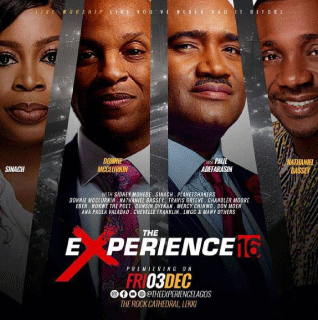 LIVE WORSHIP LIKE YOU'VE NEVER HAD IT BEFORE
SINACH
DONNIE
MCCLURKIN
PAUL
ADEFARASIN
NATHANIEL
BASSEY
WITH SIDNEY MOHEDE . SINACH . PLANETSHAKERS
DONNIE MCCLURKIN . NATHANIEL BASSEY . TRAVIS GREENE . CHANDLER MOORE
EBEN . NOKWE THE POET . DUNSIN OYEKAN . MERCY CHINWO . DON MOEN
ANA PAULA VALADAO . CHEVELLE FRANKLIN . LMGC & MANY OTHERS
THE
EXPERIENCE 16
PREMIERING ON
FRI 03 DEC
@THEEXPERIENCELAGOS
THE ROCK CATHEDRAL, LEKKI